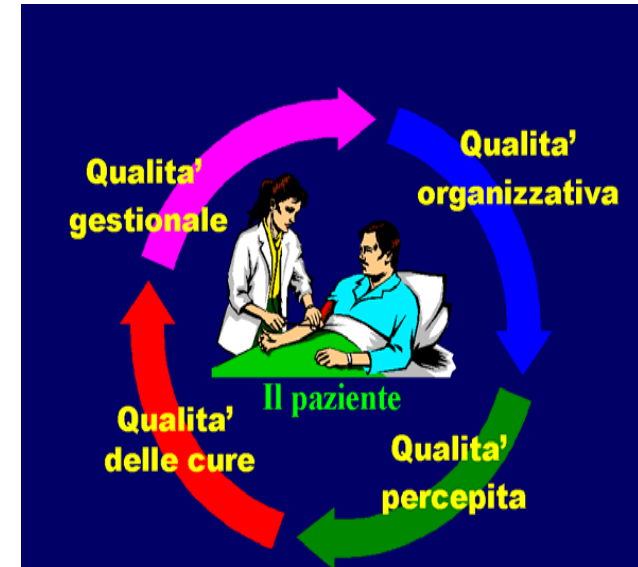 Qualita'
gestionale
Qualita'
organizzativa
Il paziente
Qualita'
delle cure
Qualita'
percepita